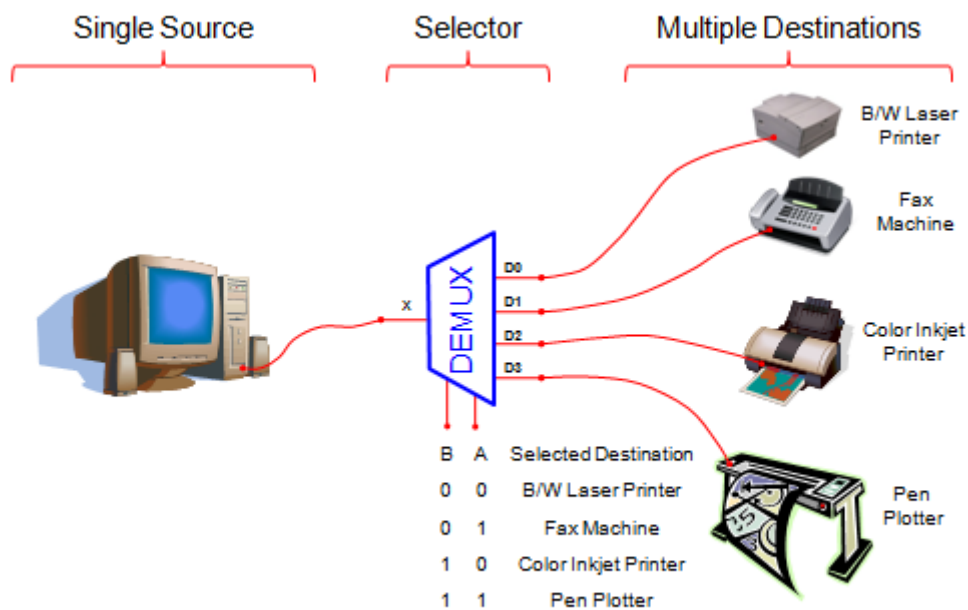 Single Source
Selector
Multiple Destinations
B/W Laser
Printer
Fax
Machine
Color Inkjet
Printer
Pen
Plotter
X
DEMUX
D0
D1
D2
D3
B A Selected Destination
0 0 B/W Laser Printer
0 1 Fax Machine
1 0 Color Inkjet Printer
1 1 Pen Plotter